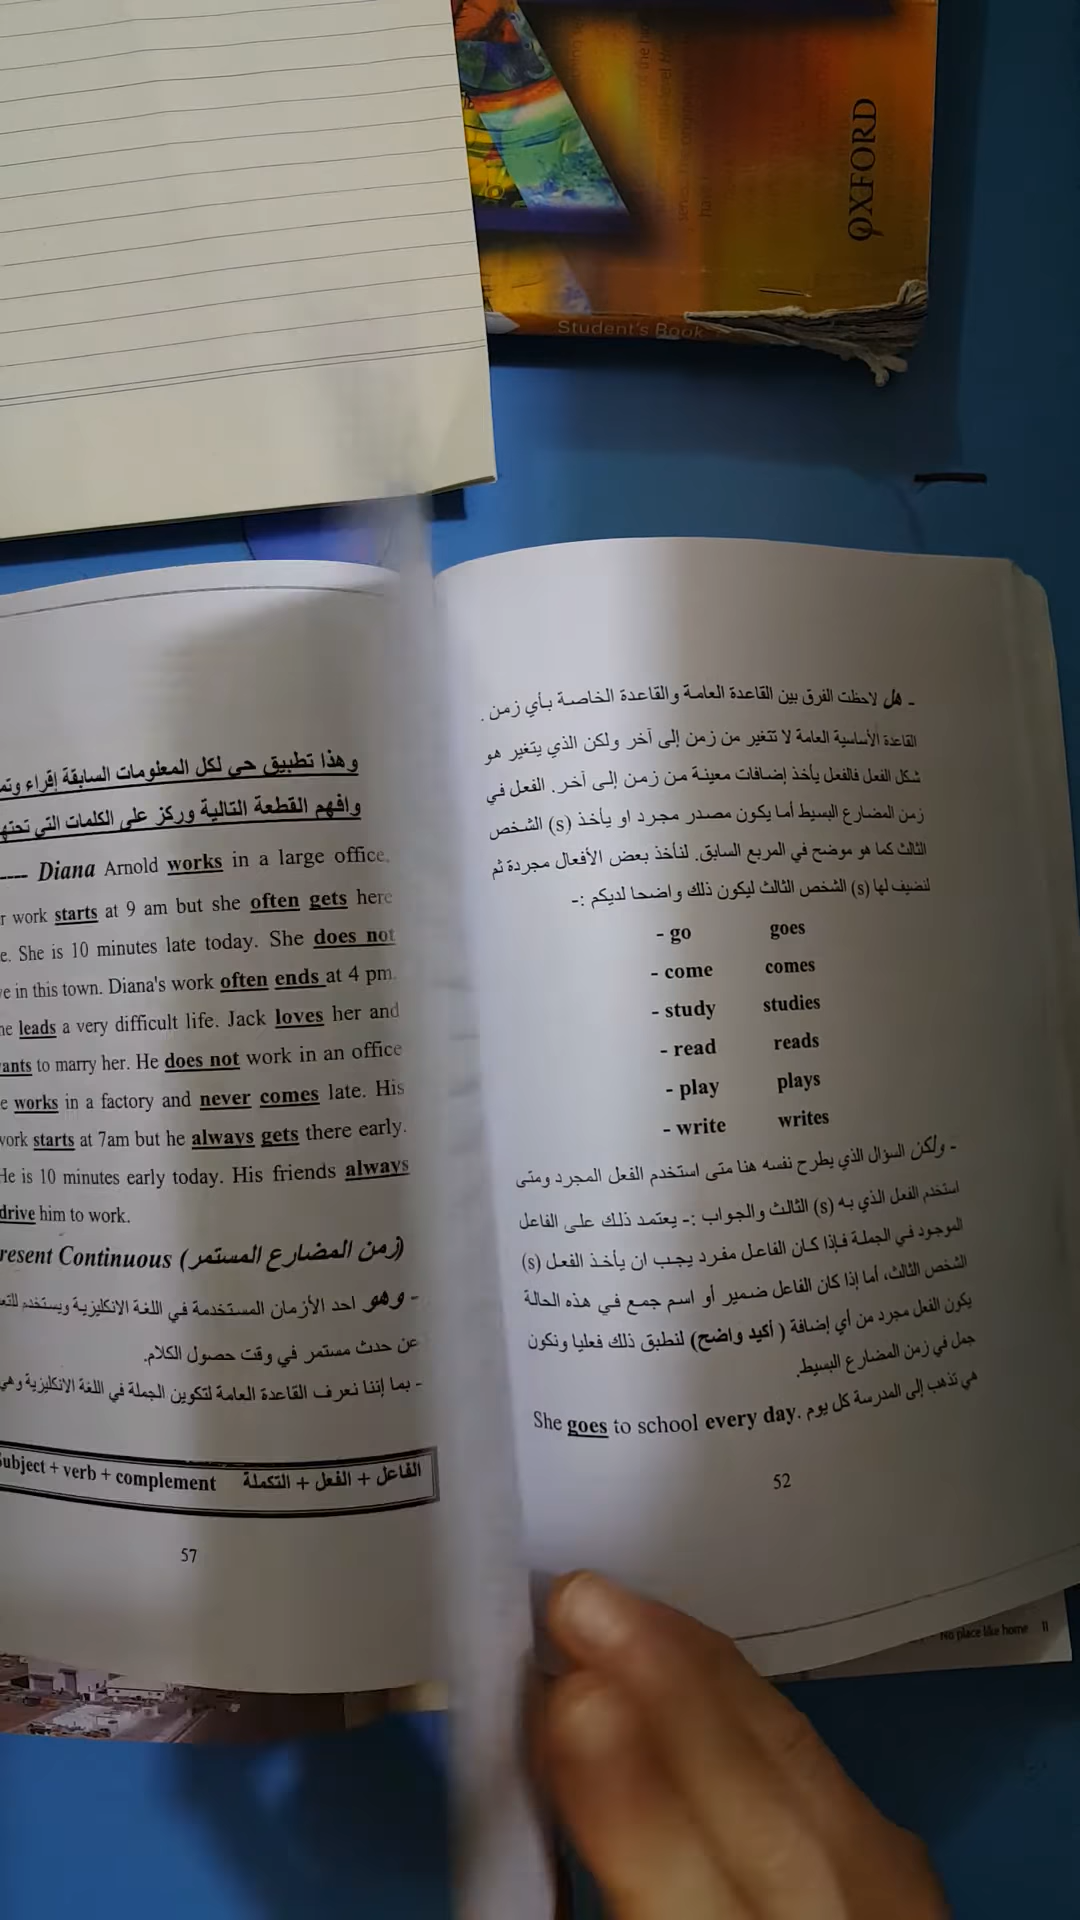 OXFORD
Student's Book
- هل لاحظت الفرق بين القاعدة العامة والقاعدة الخاصة بأي زمن .
القاعدة الأساسية العامة لا تتغير من زمن إلى آخر ولكن الذي يتغير هو
شكل الفعل فالفعل يأخذ إضافات معينة من زمن إلى آخر. الفعل في
زمن المضارع البسيط أما يكون مصدر مجرد او يأخذ (s) الشخص
الثالث كما هو موضح في المربع السابق. لنأخذ بعض الأفعال مجردة ثم
لنضيف لها (s) الشخص الثالث ليكون ذلك واضحا لديكم :-
- go goes
- come comes
- study studies
- read reads
- play plays
- write writes
- ولكن السؤال الذي يطرح نفسه هنا متى استخدم الفعل المجرد ومتى
استخدم الفعل الذي به (s) الثالث والجواب :- يعتمد ذلك على الفاعل
الموجود في الجملة فإذا كان الفاعل مفرد يجب ان يأخذ الفعل (s)
الشخص الثالث، أما إذا كان الفاعل ضمير أو اسم جمع في هذه الحالة
يكون الفعل مجرد من أي إضافة ( أكيد واضح) لنطبق ذلك فعليا ونكون
جمل في زمن المضارع البسيط.
She goes to school every day. هي تذهب إلى المدرسة كل يوم
52
وهذا تطبيق حي لكل المعلومات السابقة إقراء
وافهم القطعة التالية وركز على الكلمات التي
---- Diana Arnold works in a large office,
work starts at 9 am but she often gets here
She is 10 minutes late today. She does not
in this town. Diana's work often ends at 4 pm.
leads a very difficult life. Jack loves her and
to marry her. He does not work in an office
works in a factory and never comes late. His
starts at 7am but he always gets there early.
He is 10 minutes early today. His friends always
drive him to work.
resent Continuous (زمن المضارع المستمر)
- وهو احد الأزمان المستخدمة في اللغة الانكليزية ويستخدم
عن حدث مستمر في وقت حصول الكلام.
- بما إننا نعرف القاعدة العامة لتكوين الجملة في اللغة الانكليزية وهي
Subject + verb + complement الفاعل + الفعل + التكملة
57
No place like home 11